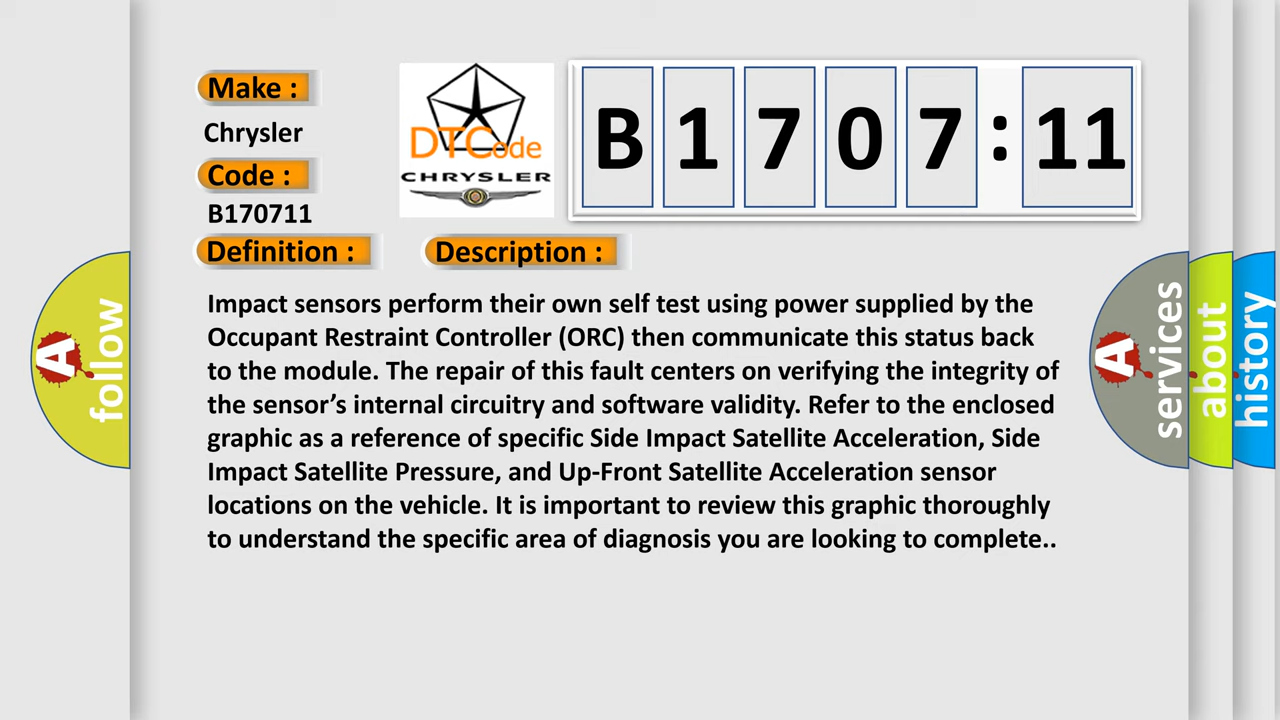 Make :
Chrysler
Code :
B170711
Definition :
Description :
DTCode
CHRYSLER
B 1 7 0 7 : 11
Impact sensors perform their own self test using power supplied by the
Occupant Restraint Controller (ORC) then communicate this status back
to the module. The repair of this fault centers on verifying the integrity of
the sensor’s internal circuitry and software validity. Refer to the enclosed
graphic as a reference of specific Side Impact Satellite Acceleration, Side
Impact Satellite Pressure, and Up-Front Satellite Acceleration sensor
locations on the vehicle. It is important to review this graphic thoroughly
to understand the specific area of diagnosis you are looking to complete..
A follow
A services
about
history